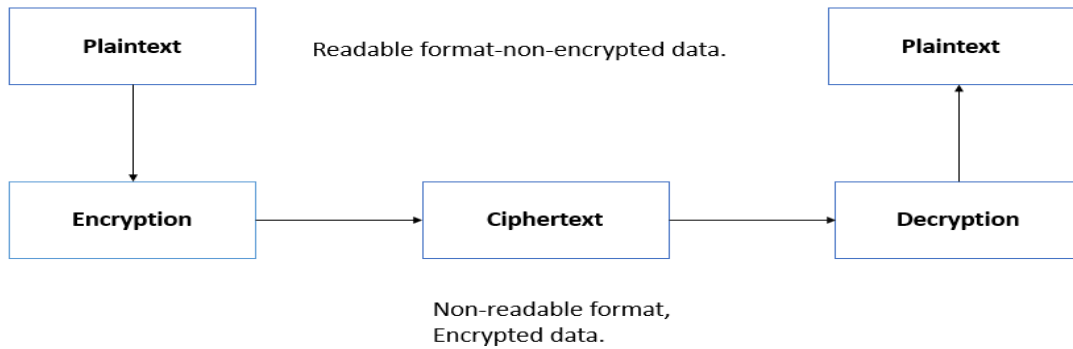 Plaintext
Readable format-non-encrypted data.
Plaintext
Encryption
Ciphertext
Decryption
Non-readable format,
Encrypted data.